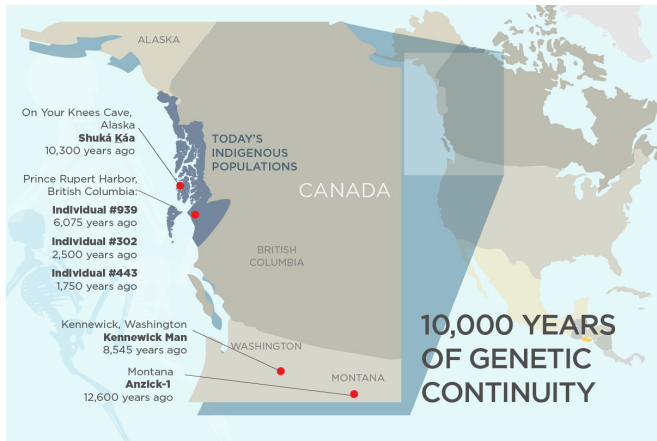 ALASKA
On Your Knees Cave,
Alaska
Shuká Ḵáa
10,300 years ago
TODAY'S
INDIGENOUS
POPULATIONS
Prince Rupert Harbor,
British Columbia:
CANADA
Individual #939
6,075 years ago
Individual #302
2,500 years ago
BRITISH
COLUMBIA
Individual #443
1,750 years ago
Kennewick, Washington
Kennewick Man
8,545 years ago
WASHINGTON
Montana
Anzick-1
12,600 years ago
MONTANA
10,000 YEARS
OF GENETIC
CONTINUITY